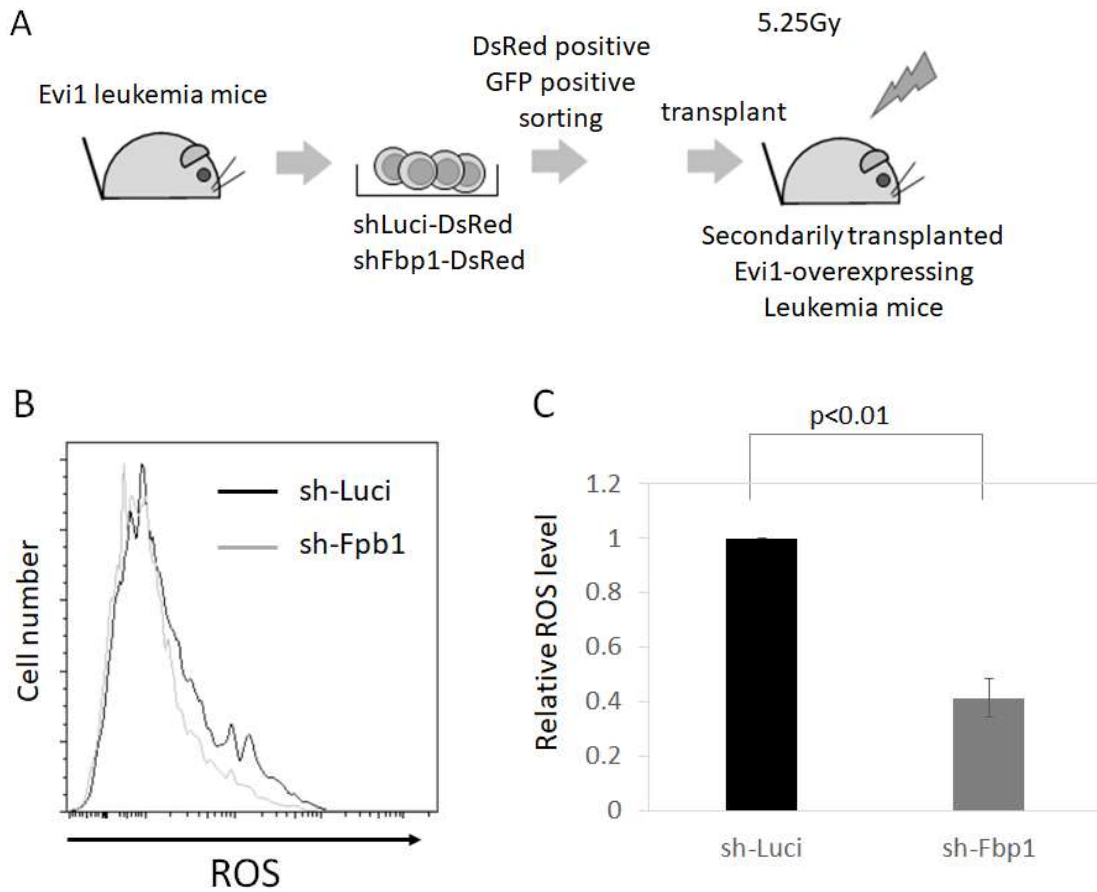 A
Evi1 leukemia mice
shLuci-DsRed
shFbp1-DsRed
DsRed positive
GFP positive
sorting
transplant
5.25Gy
Secondarily transplanted
Evi1-overexpressing
Leukemia mice
B
sh-Luci
sh-Fpb1
Cell number
ROS
C
p<0.01
Relative ROS level
1.2
1
0.8
0.6
0.4
0.2
0
sh-Luci
sh-Fbp1